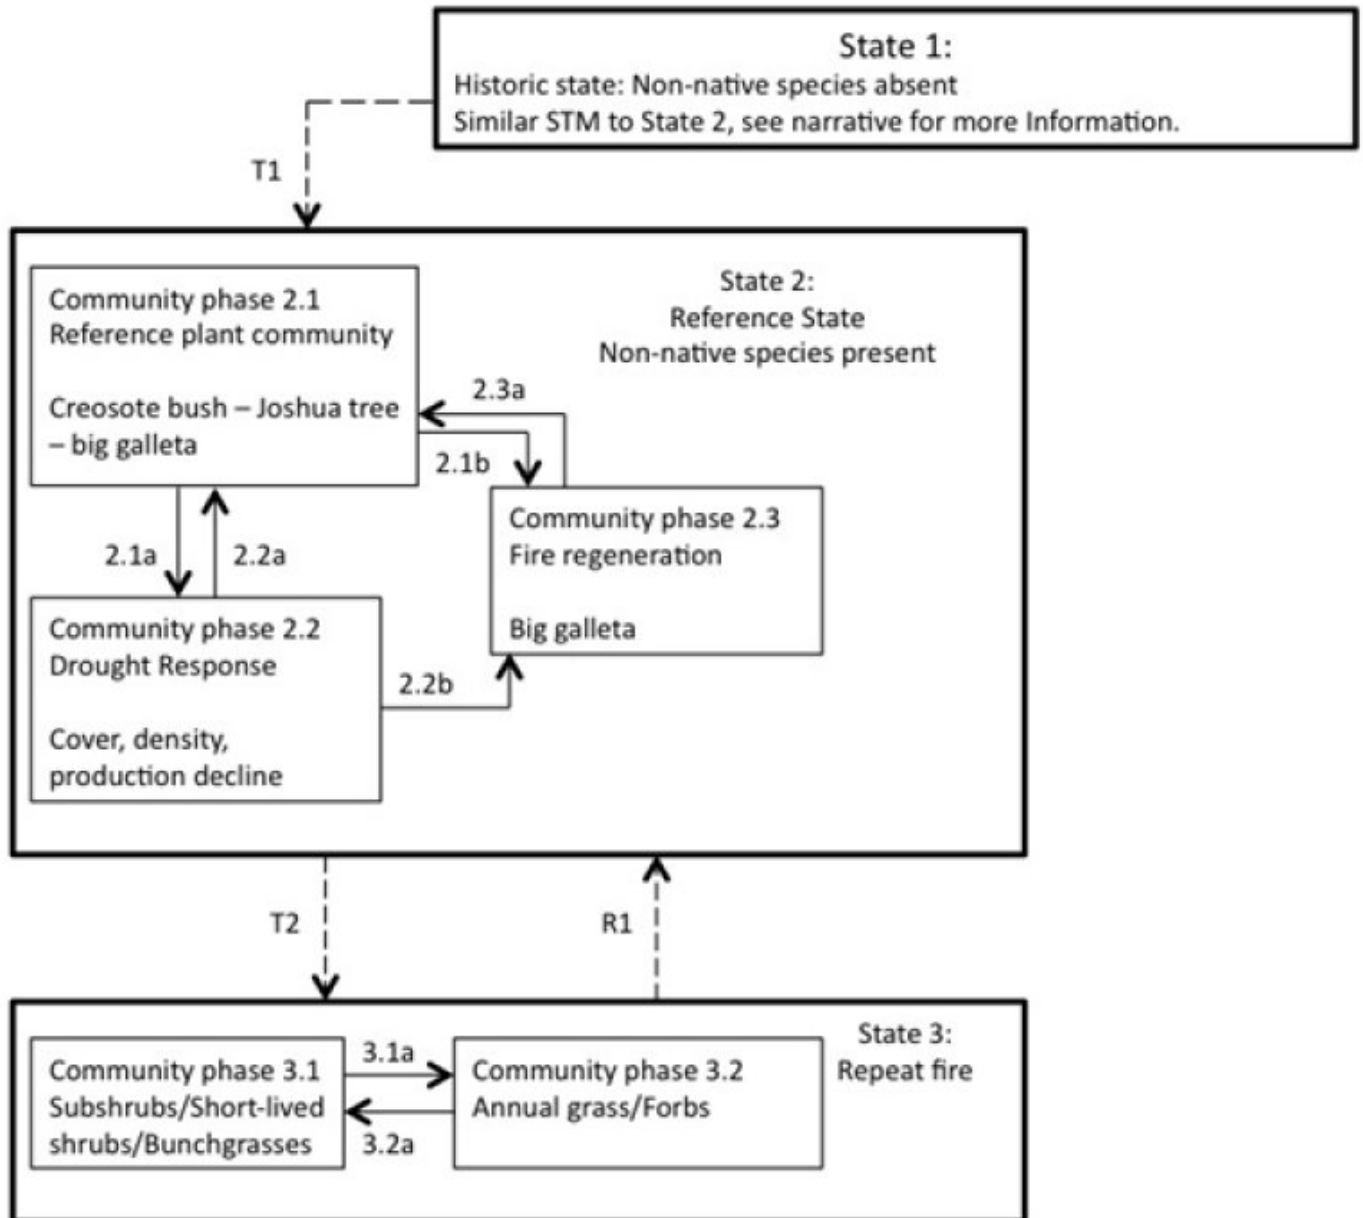 State 1:
Historic state: Non-native species absent
Similar STM to State 2, see narrative for more Information.
T1
Community phase 2.1
Reference plant community
Creosote bush – Joshua tree
– big galleta
State 2:
Reference State
Non-native species present
2.3a
2.1b
2.1a
2.2a
Community phase 2.3
Fire regeneration
Big galleta
Community phase 2.2
Drought Response
Cover, density,
production decline
2.2b
T2
R1
State 3:
Repeat fire
Community phase 3.1
Subshrubs/Short-lived
shrubs/Bunchgrasses
3.1a
3.2a
Community phase 3.2
Annual grass/Forbs